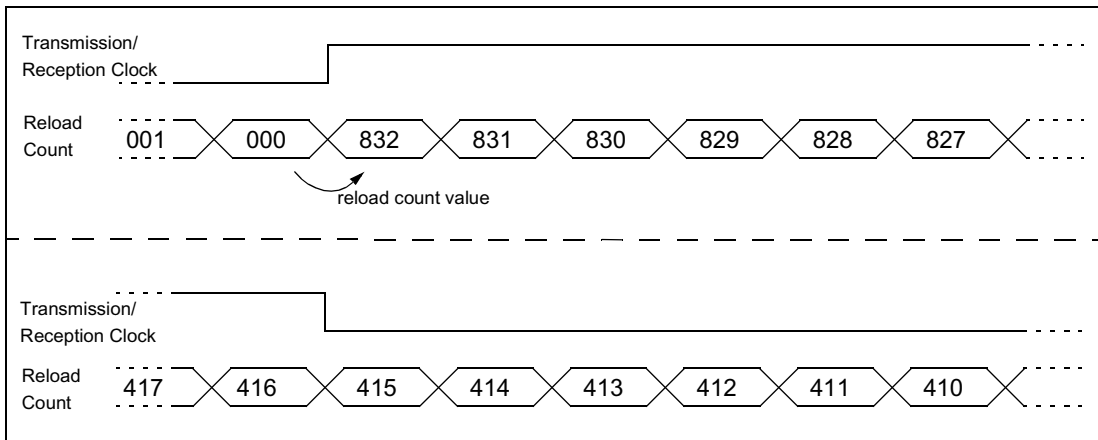 Transmission/
Reception Clock
Reload
Count
001 000 832 831 830 829 828 827
reload count value
Transmission/
Reception Clock
Reload
Count
417 416 415 414 413 412 411 410